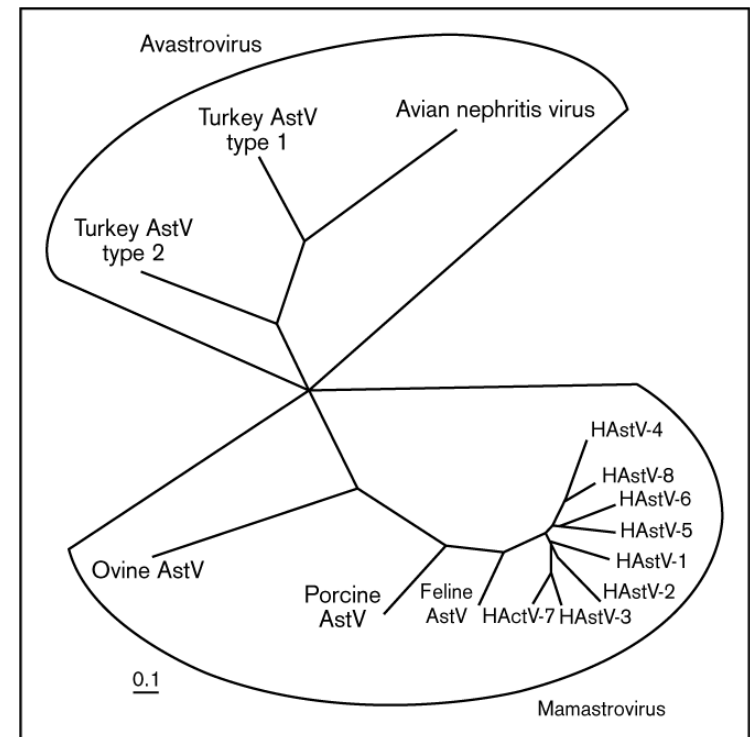 Avastrovirus
Turkey AstV
type 1
Avian nephritis virus
Turkey AstV
type 2
HAstV-4
HAstV-8
HAstV-6
HAstV-5
HAstV-1
HAstV-2
HActV-7
HAstV-3
Feline
AstV
Porcine
AstV
Ovine AstV
0.1
Mamastrovirus